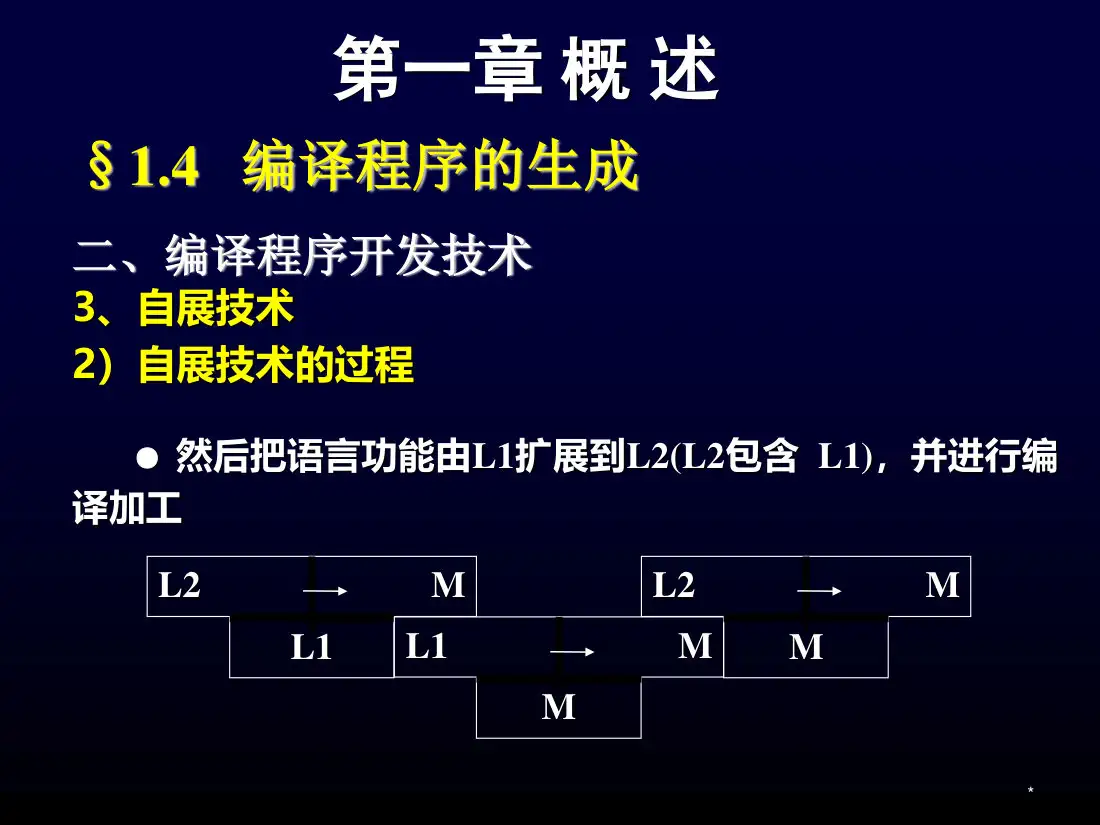 第一章 概 述
§1.4 编译程序的生成
二、编译程序开发技术
3、自展技术
2）自展技术的过程
● 然后把语言功能由L1扩展到L2(L2包含 L1)，并进行编
译加工
L2 → M L2 → M
L1 L1 → M M
M
*